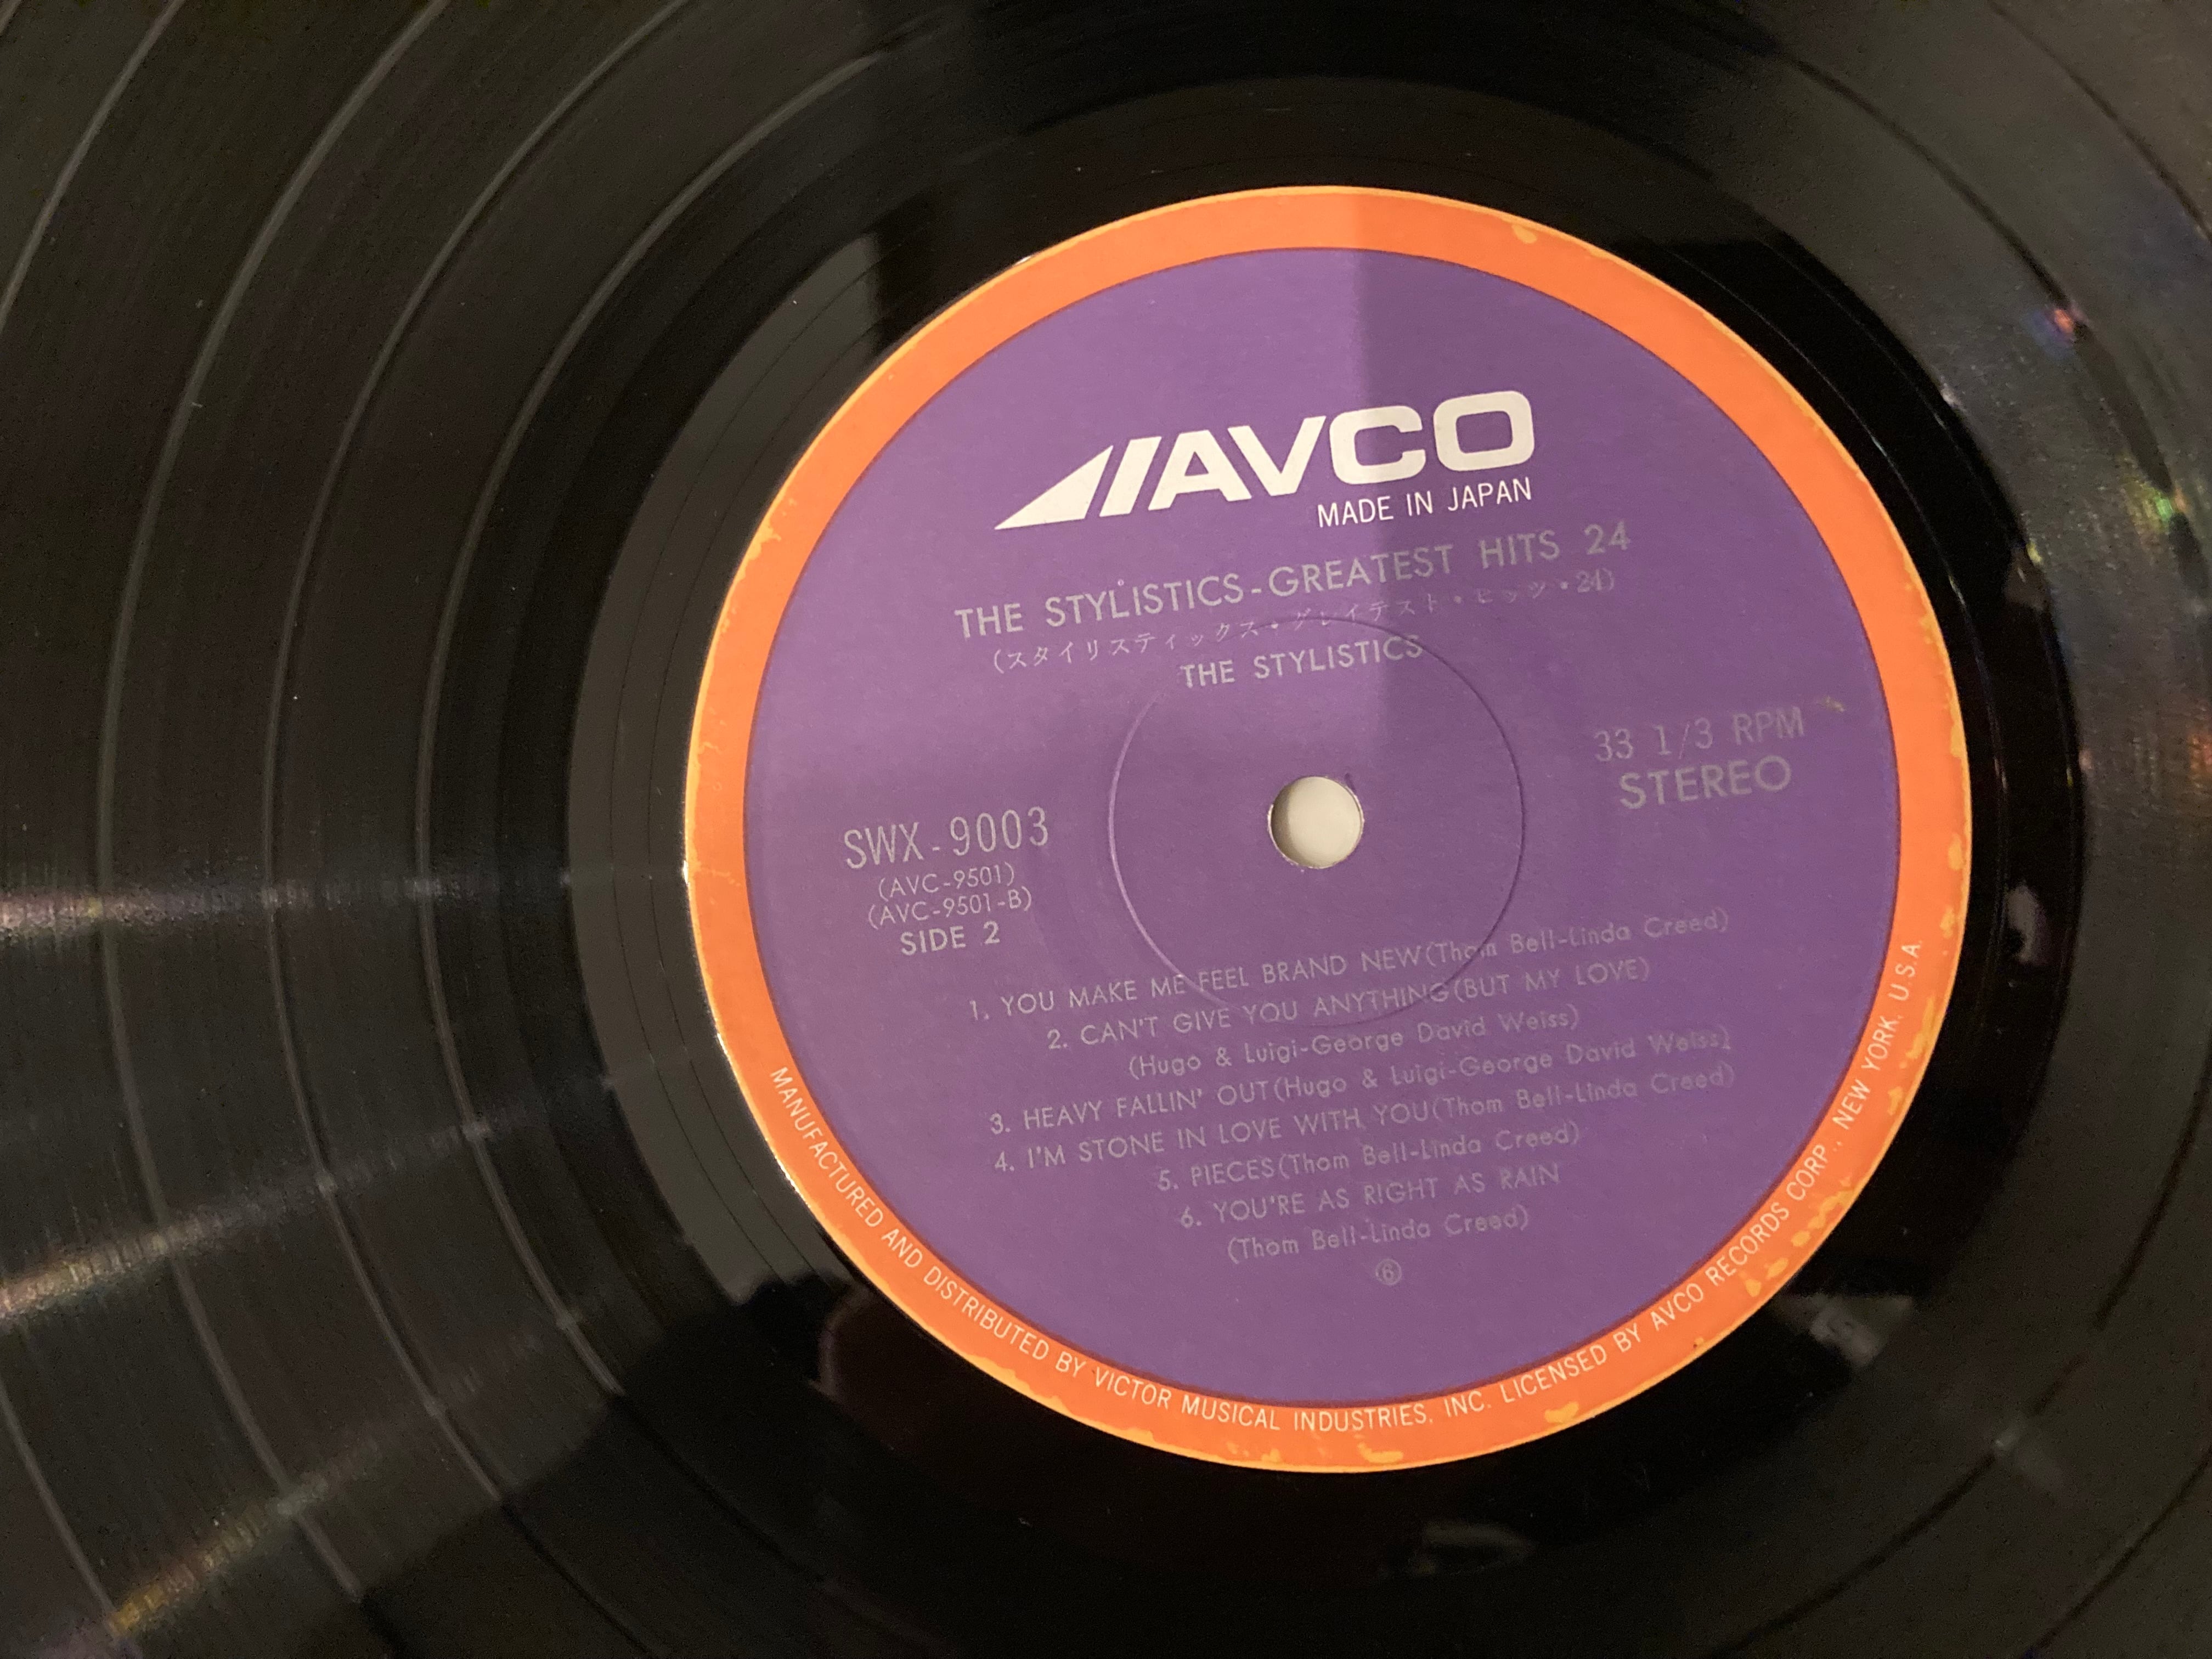 AVCO
MADE IN JAPAN
THE STYLISTICS-GREATEST HITS 24
(スタイリスティックス・グレイテスト・ヒッツ・24)
THE STYLISTICS
33 1/3 RPM
STEREO
SWX-9003
(AVC-9501)
(AVC-9501-B)
SIDE 2
1. YOU MAKE ME FEEL BRAND NEW(Thom Bell-Linda Creed)
2. CAN'T GIVE YOU ANYTHING(BUT MY LOVE)
(Hugo & Luigi-George David Weiss)
3. HEAVY FALLIN' OUT(Hugo & Luigi-George David Weiss)
4. I'M STONE IN LOVE WITH YOU(Thom Bell-Linda Creed)
5. PIECES(Thom Bell-Linda Creed)
6. YOU'RE AS RIGHT AS RAIN
(Thom Bell-Linda Creed)
⑥
MANUFACTURED AND DISTRIBUTED BY VICTOR MUSICAL INDUSTRIES, INC. LICENSED BY AVCO RECORDS CORP., NEW YORK, U.S.A.